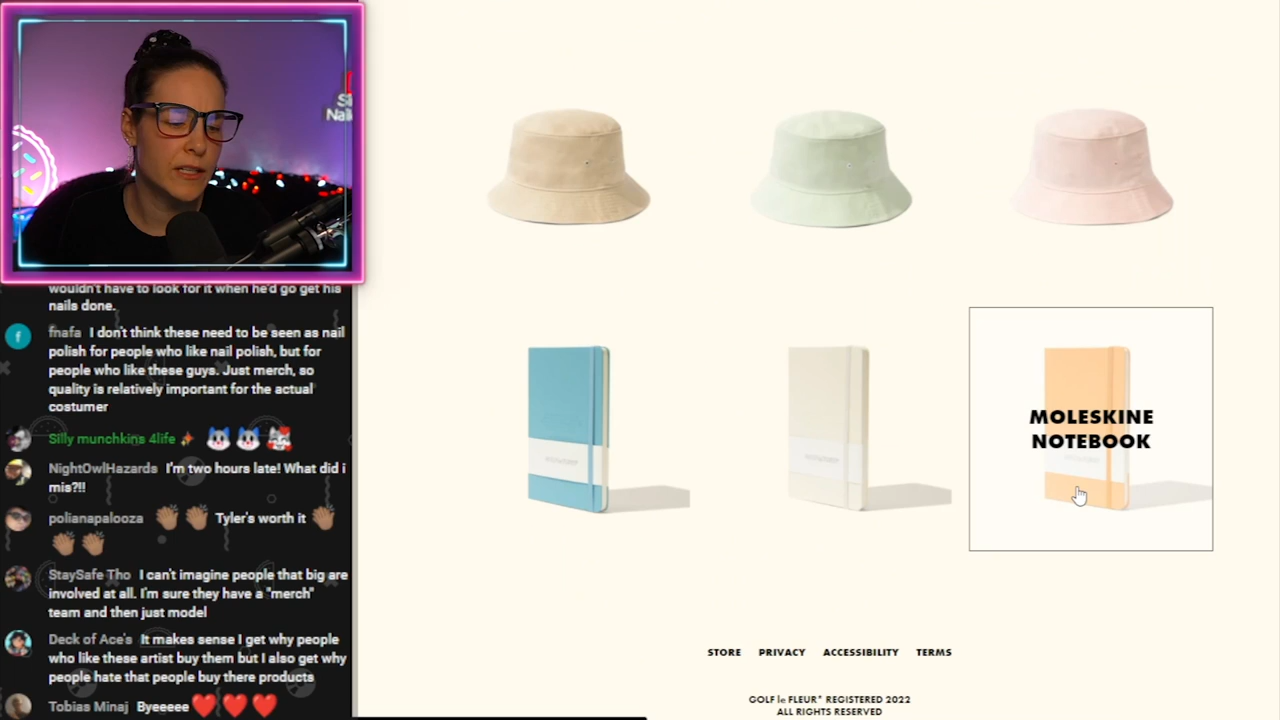 wouldn't have to look for it when he'd go get his
nails done.
fnafa I don't think these need to be seen as nail
polish for people who like nail polish, but for
people who like these guys. Just merch, so
quality is relatively important for the actual
costumer
Silly munchkins 4life
NightOwlHazards I'm two hours late! What did i
mis?!!
polianapalooza Tyler's worth it
StaySafe Tho I can't imagine people that big are
involved at all. I'm sure they have a "merch"
team and then just model
Deck of Ace's It makes sense I get why people
who like these artist buy them but I also get why
people hate that people buy there products
Tobias Minaj Byeeeee
MOLESKINE
NOTEBOOK
STORE PRIVACY ACCESSIBILITY TERMS
GOLF le FLEUR* REGISTERED 2022
ALL RIGHTS RESERVED